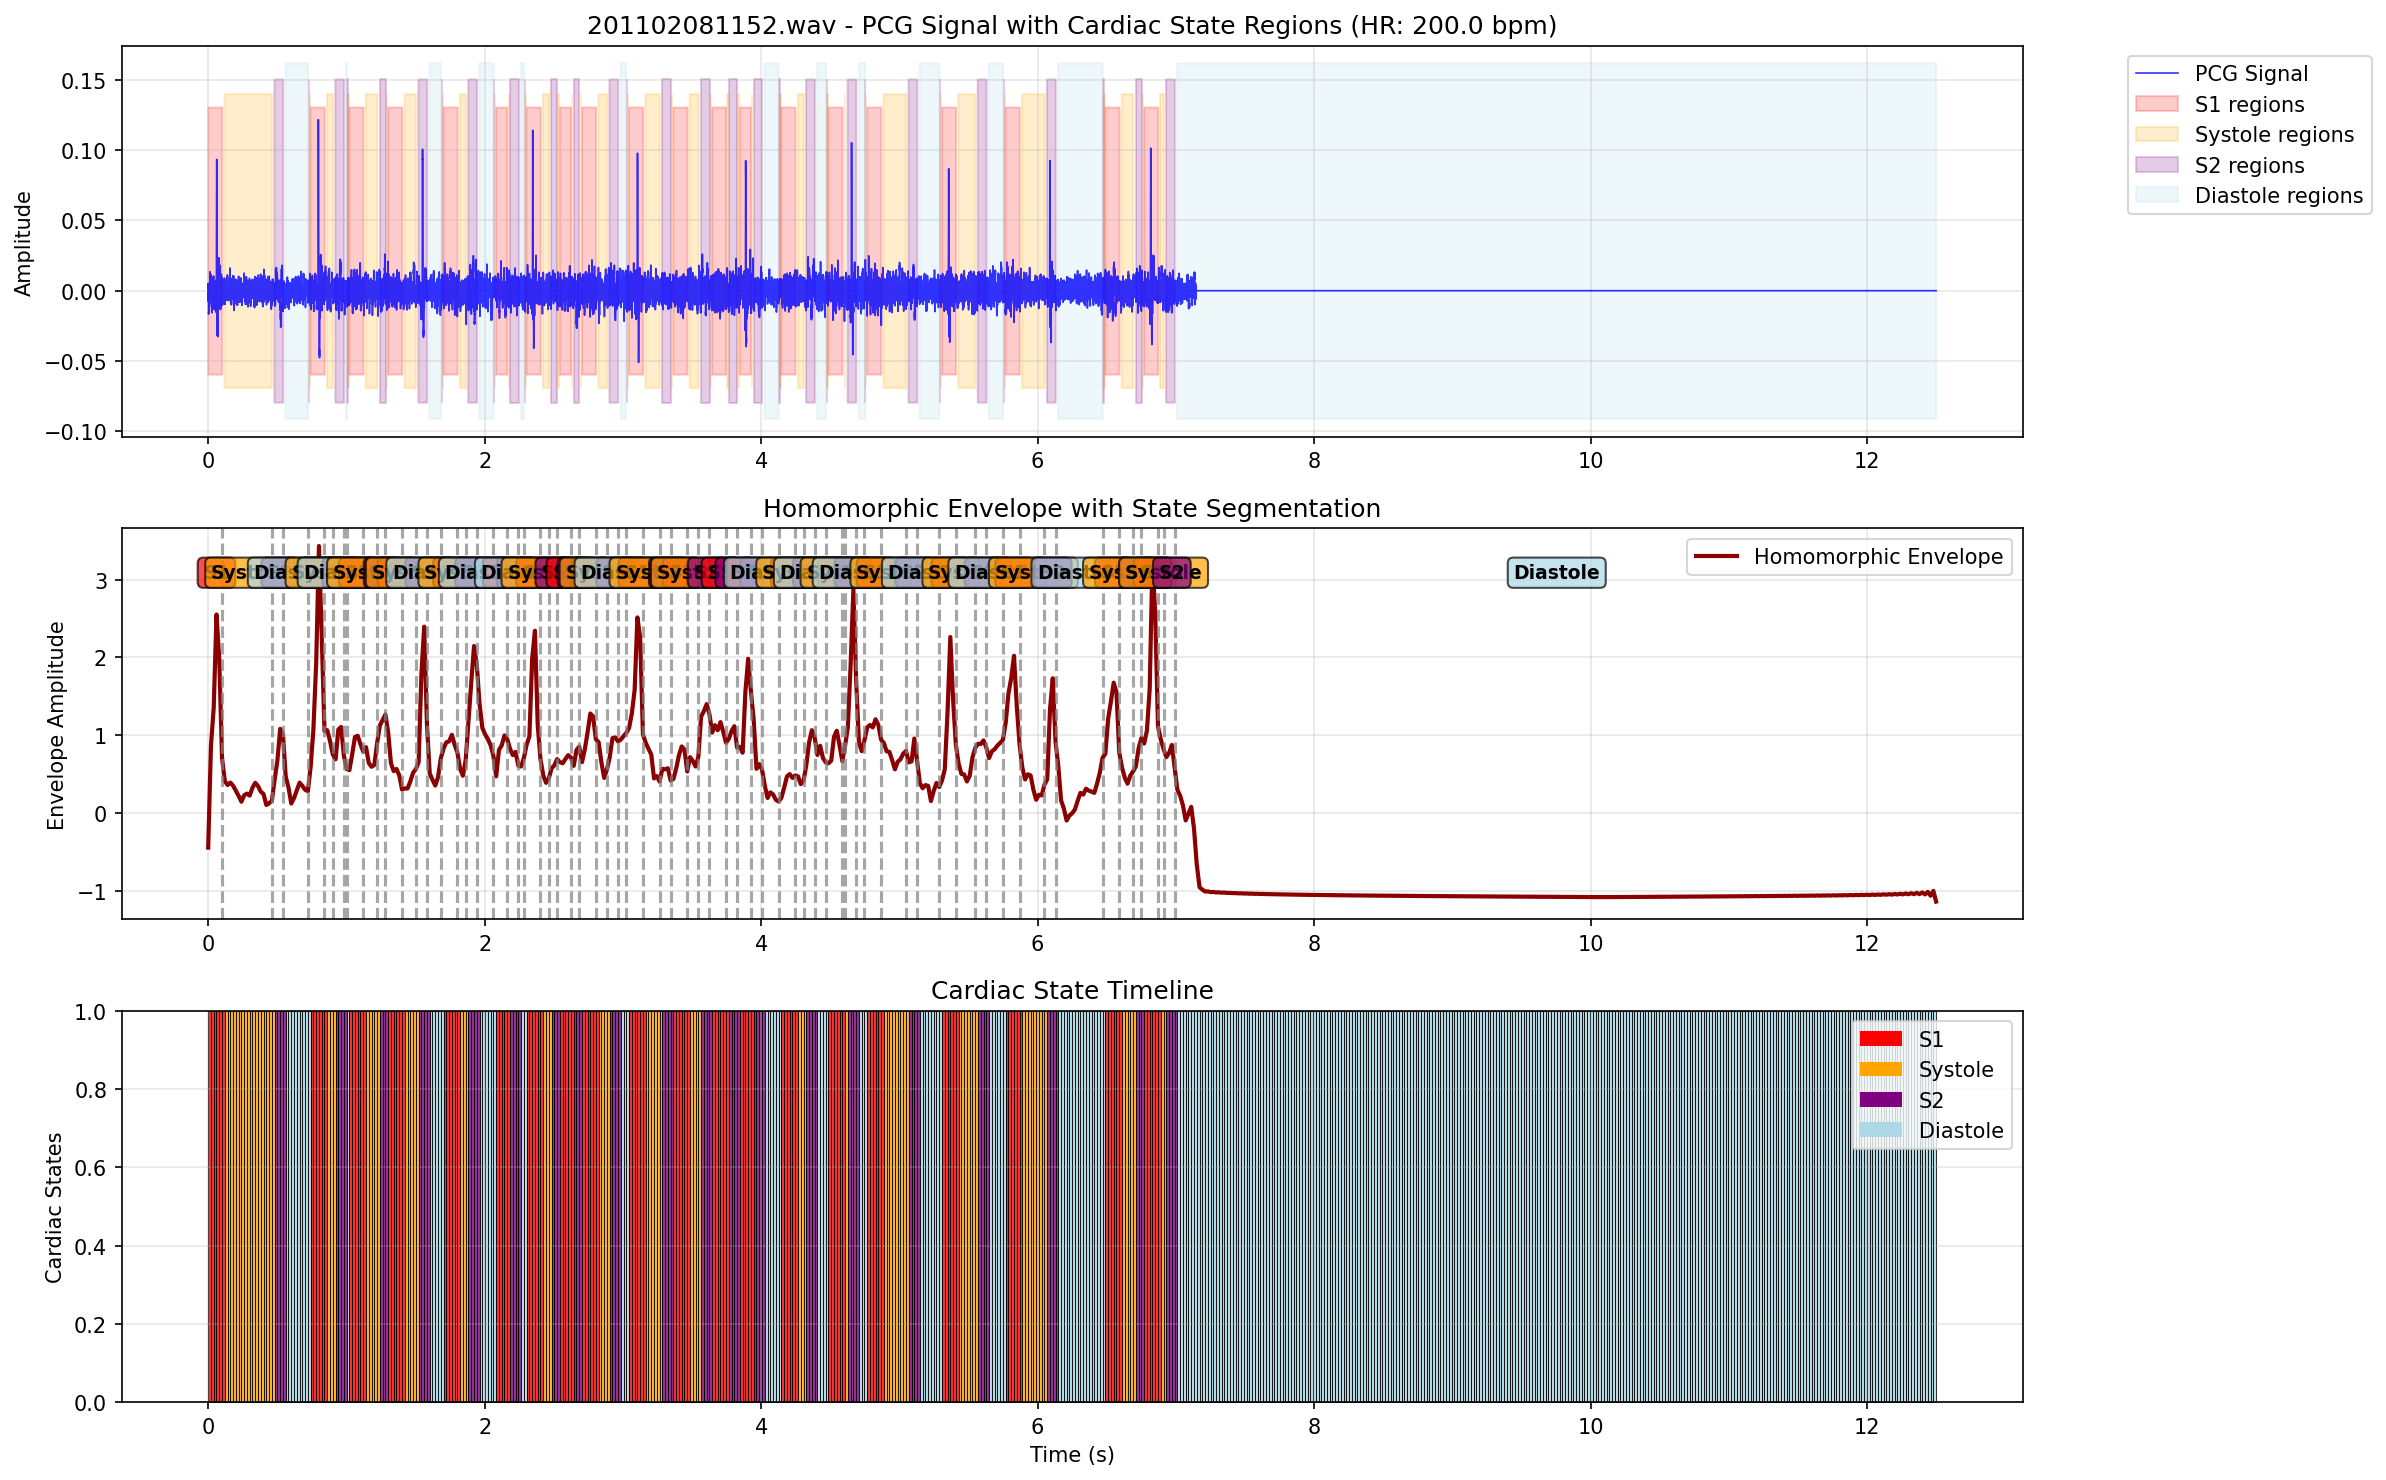 201102081152.wav - PCG Signal with Cardiac State Regions (HR: 200.0 bpm)
Amplitude
0.15
0.10
0.05
0.00
−0.05
−0.10
0 2 4 6 8 10 12
PCG Signal
S1 regions
Systole regions
S2 regions
Diastole regions
Homomorphic Envelope with State Segmentation
Envelope Amplitude
3
2
1
0
−1
Diastole
Homomorphic Envelope
0 2 4 6 8 10 12
Cardiac State Timeline
Cardiac States
1.0
0.8
0.6
0.4
0.2
0.0
S1
Systole
S2
Diastole
0 2 4 6 8 10 12
Time (s)